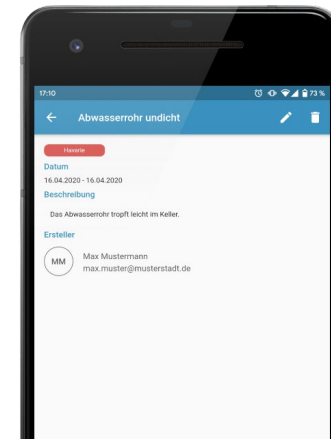 17:10
73 %
Abwasserrohr undicht
Havarie
Datum
16.04.2020 - 16.04.2020
Beschreibung
Das Abwasserrohr tropft leicht im Keller.
Ersteller
MM
Max Mustermann
max.muster@musterstadt.de